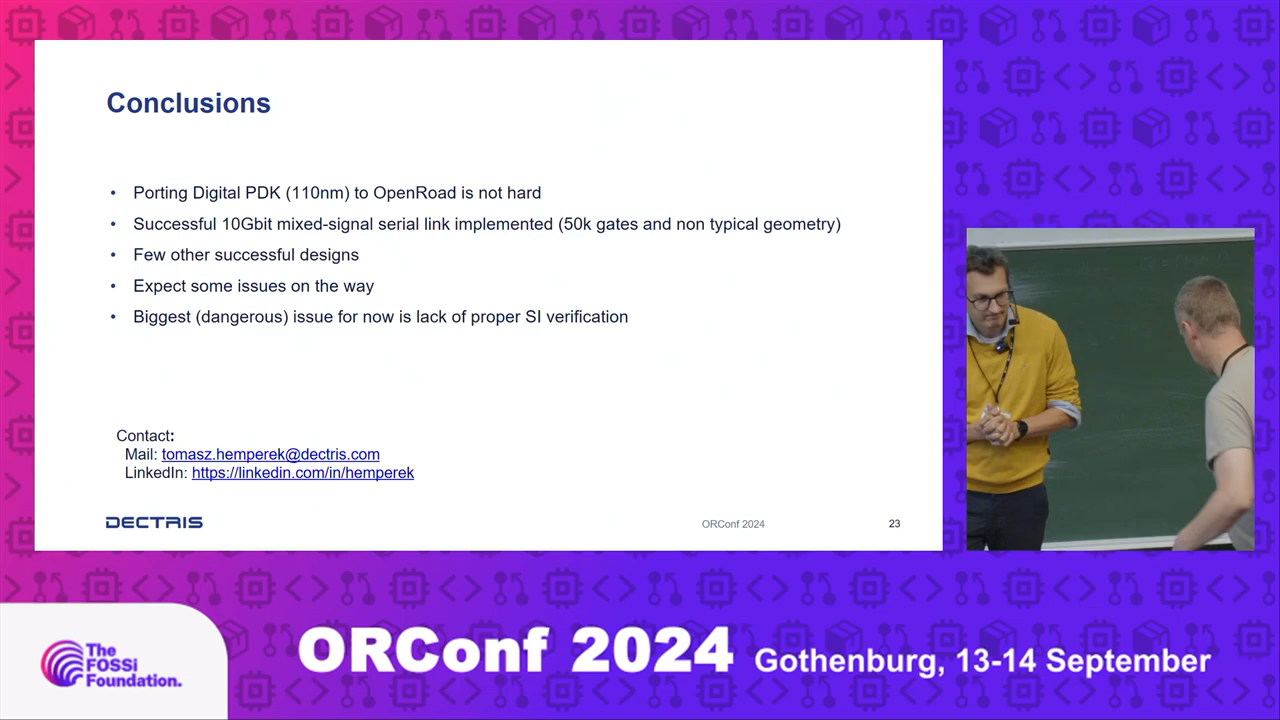 Conclusions
• Porting Digital PDK (110nm) to OpenRoad is not hard
• Successful 10Gbit mixed-signal serial link implemented (50k gates and non typical geometry)
• Few other successful designs
• Expect some issues on the way
• Biggest (dangerous) issue for now is lack of proper SI verification
Contact:
Mail: tomasz.hemperek@dectris.com
LinkedIn: https://linkedin.com/in/hemperek
DECTRIS
ORConf 2024
23
The
FOSSi
Foundation.
ORConf 2024 Gothenburg, 13-14 September